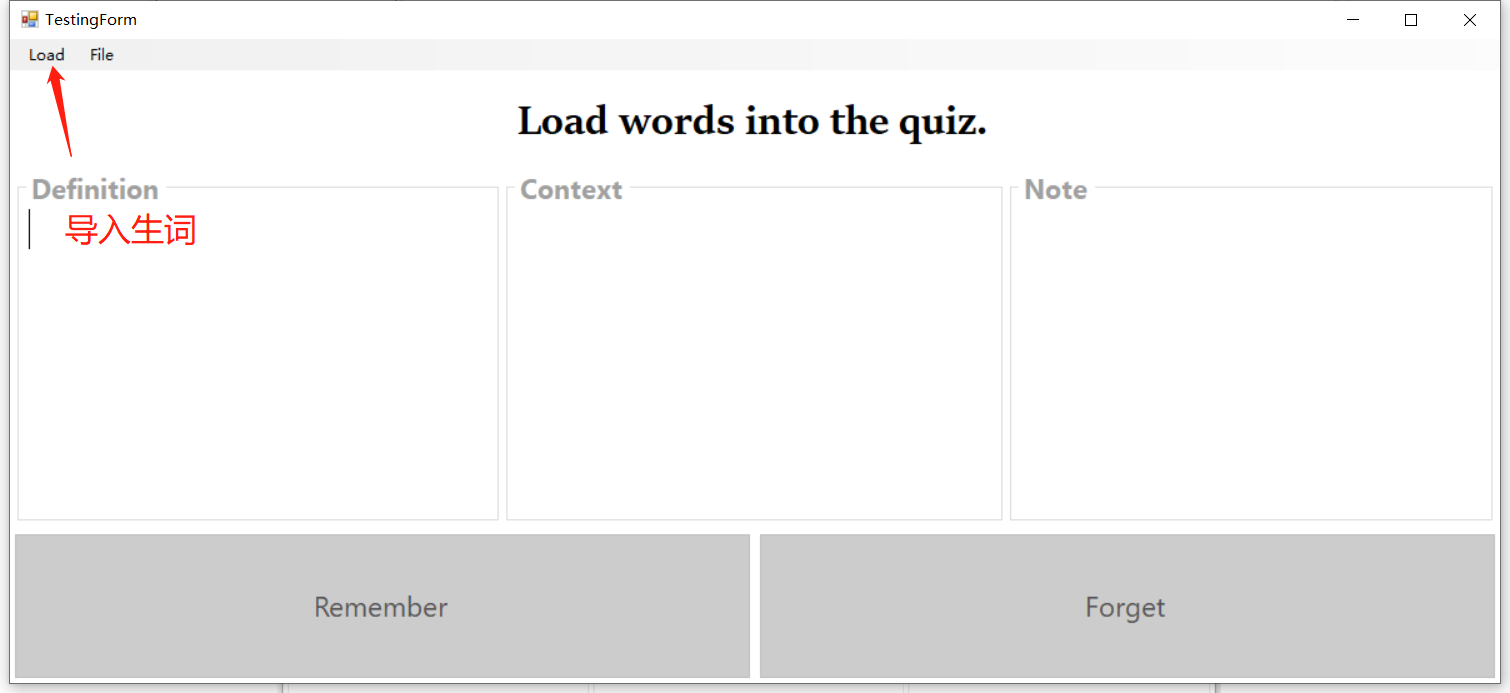 TestingForm
Load File
Load words into the quiz.
Definition Context Note
导入生词
Remember Forget